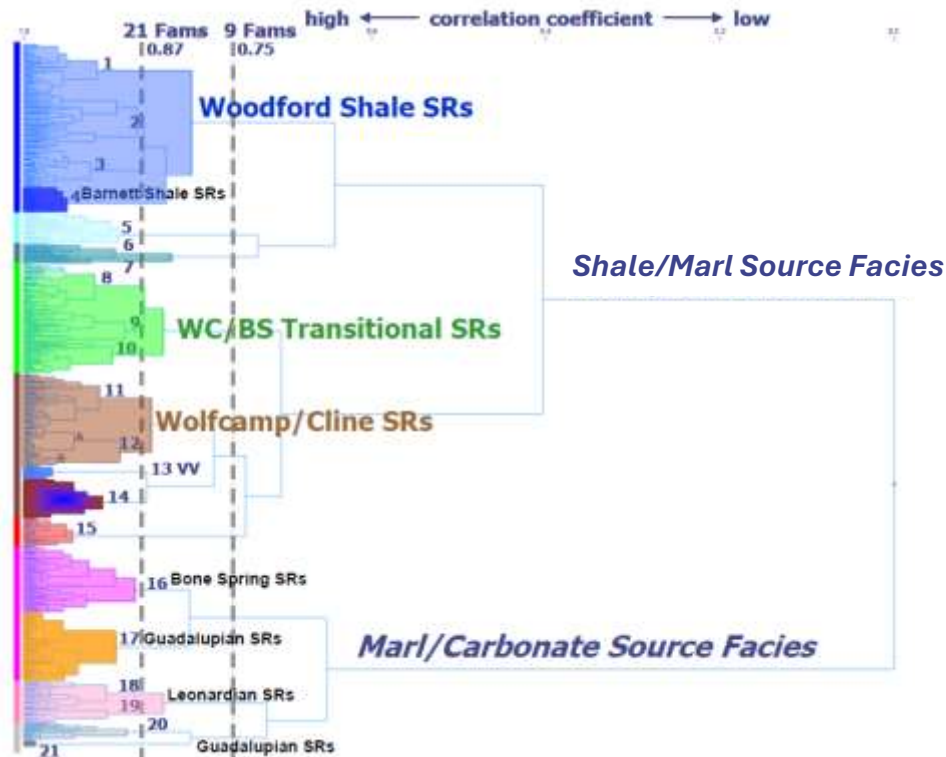 high correlation coefficient low
21 Fams 9 Fams
0.87 0.75
1
Woodford Shale SRs
2
3
4 Barnett Shale SRs
5
6
7
Shale/Marl Source Facies
8
9
WC/BS Transitional SRs
10
11
Wolfcamp/Cline SRs
12
13 VV
14
15
16 Bone Spring SRs
17 Guadalupian SRs
Marl/Carbonate Source Facies
18
Leonardian SRs
19
20
Guadalupian SRs
21